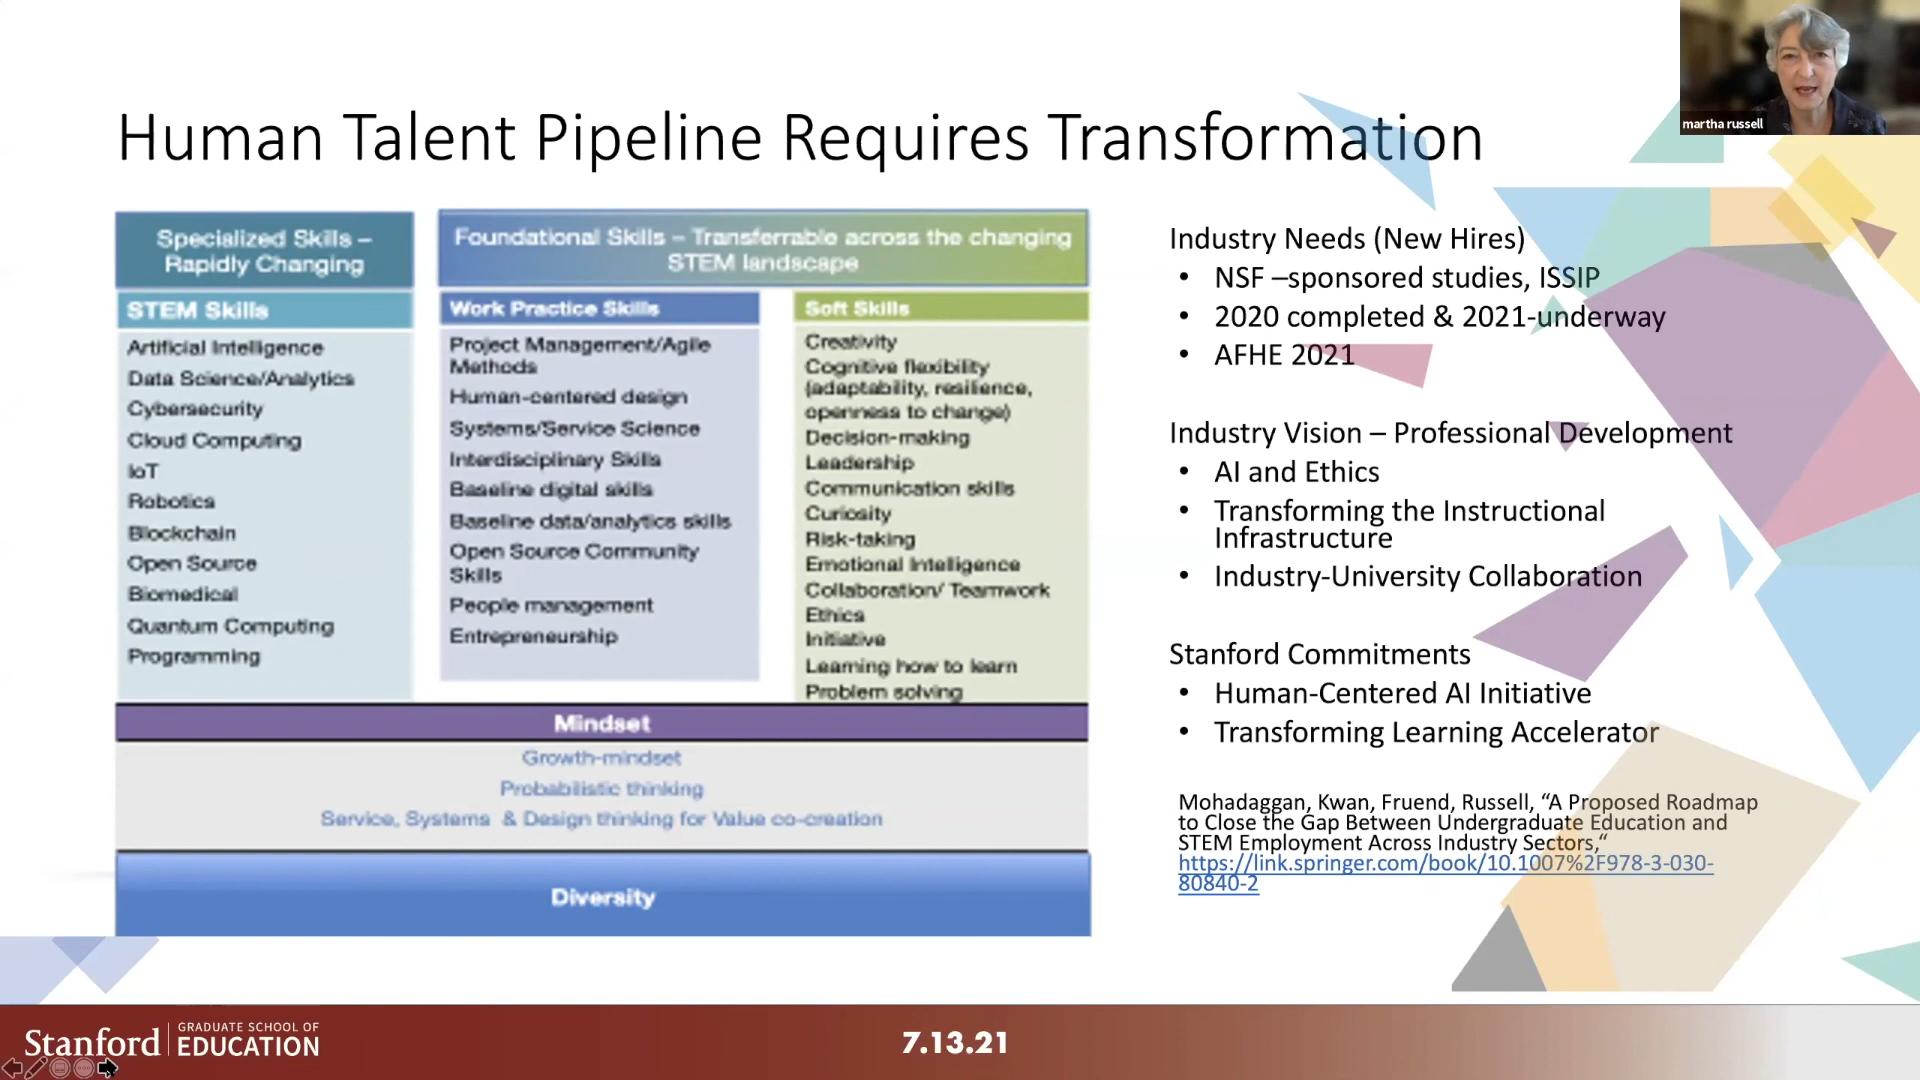 martha russell
Human Talent Pipeline Requires Transformation
Specialized Skills –
Rapidly Changing
STEM Skills
Artificial Intelligence
Data Science/Analytics
Cybersecurity
Cloud Computing
IoT
Robotics
Blockchain
Open Source
Biomedical
Quantum Computing
Programming
Foundational Skills – Transferrable across the changing
STEM landscape
Work Practice Skills
Project Management/Agile
Methods
Human-centered design
Systems/Service Science
Interdisciplinary Skills
Baseline digital skills
Baseline data/analytics skills
Open Source Community
Skills
People management
Entrepreneurship
Soft Skills
Creativity
Cognitive flexibility
(adaptability, resilience,
openness to change)
Decision-making
Leadership
Communication skills
Curiosity
Risk-taking
Emotional Intelligence
Collaboration/ Teamwork
Ethics
Initiative
Learning how to learn
Problem solving
Mindset
Growth-mindset
Probabilistic thinking
Service, Systems & Design thinking for Value co-creation
Diversity
Industry Needs (New Hires)
• NSF –sponsored studies, ISSIP
• 2020 completed & 2021-underway
• AFHE 2021
Industry Vision – Professional Development
• AI and Ethics
• Transforming the Instructional
Infrastructure
• Industry-University Collaboration
Stanford Commitments
• Human-Centered AI Initiative
• Transforming Learning Accelerator
Mohadaggan, Kwan, Fruend, Russell, “A Proposed Roadmap
to Close the Gap Between Undergraduate Education and
STEM Employment Across Industry Sectors,“
https://link.springer.com/book/10.1007%2F978-3-030-
80840-2
Stanford
GRADUATE SCHOOL OF
EDUCATION
7.13.21